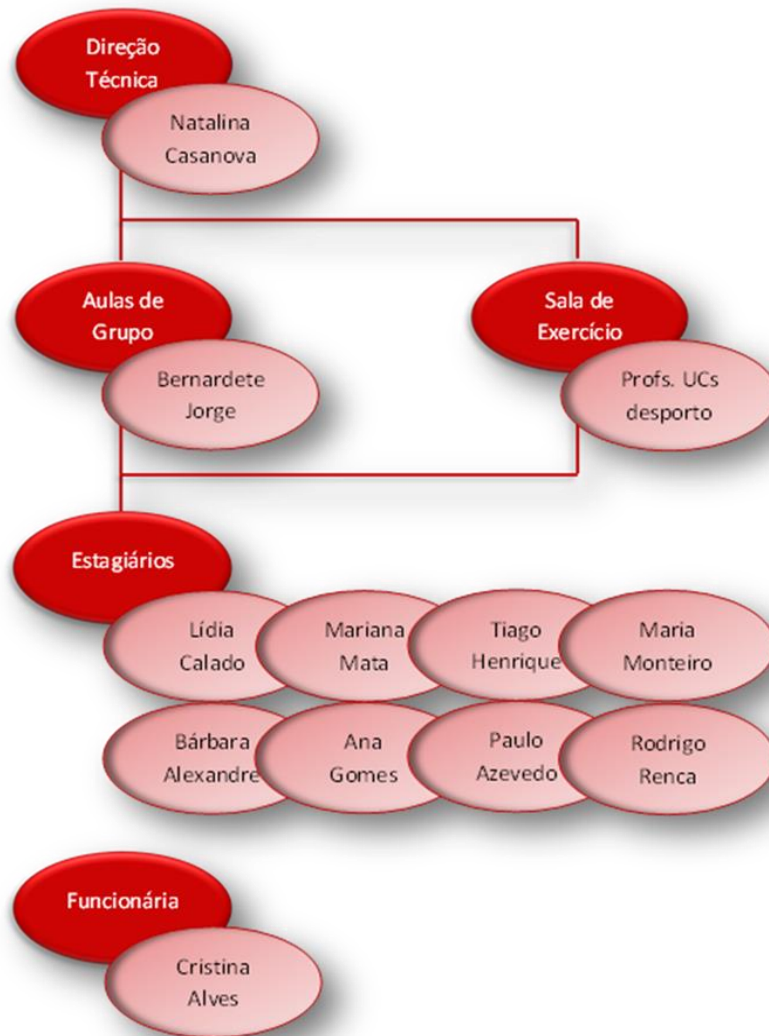 Direção
Técnica
Natalina
Casanova
Aulas de
Grupo
Bernardete
Jorge
Sala de
Exercício
Profs. UCs
desporto
Estagiários
Lídia
Calado
Mariana
Mata
Tiago
Henrique
Maria
Monteiro
Bárbara
Alexandre
Ana
Gomes
Paulo
Azevedo
Rodrigo
Renca
Funcionária
Cristina
Alves